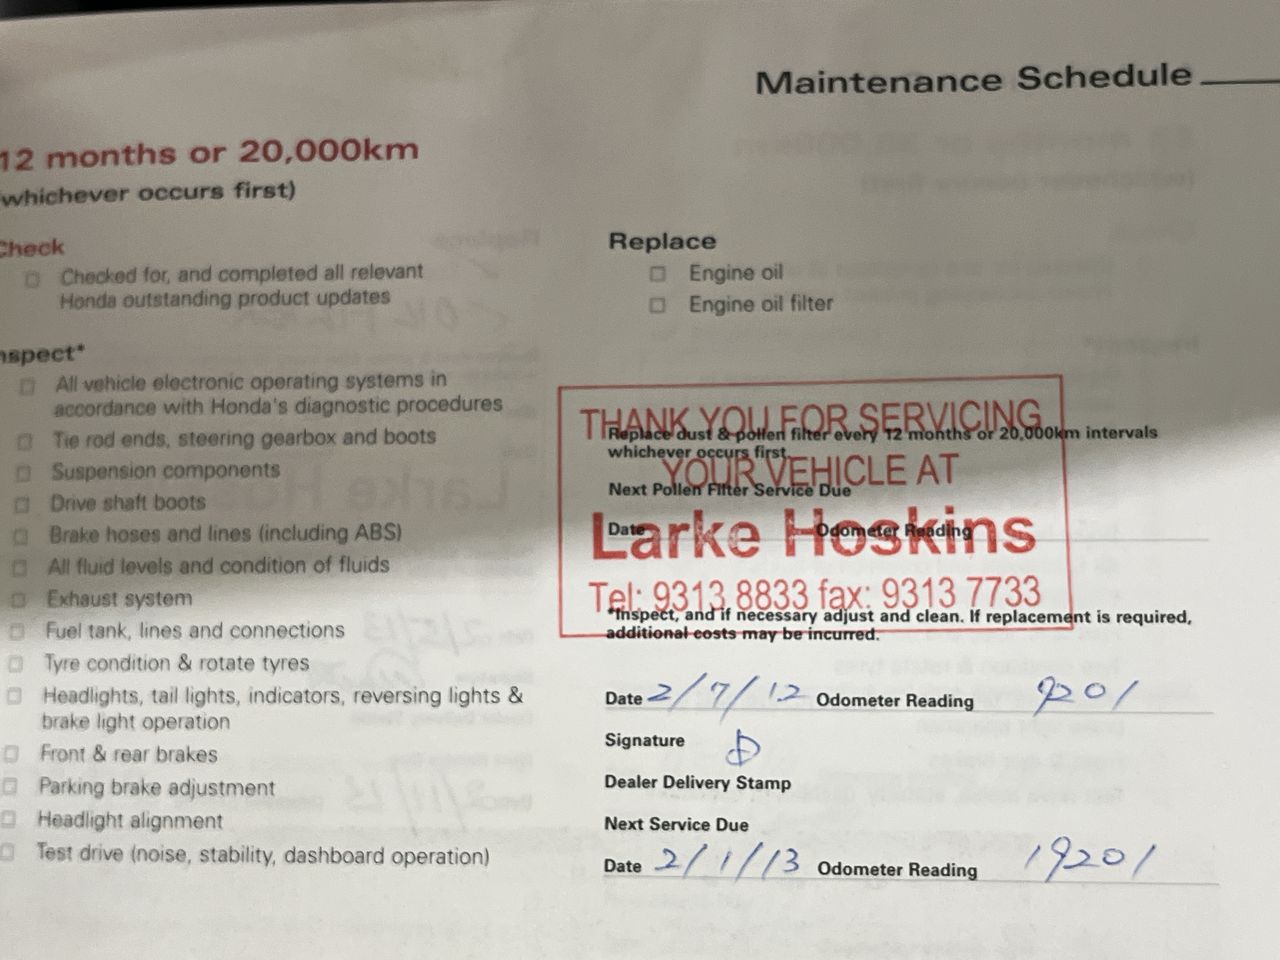 Maintenance Schedule
12 months or 20,000km
whichever occurs first)
Check
Checked for, and completed all relevant
Honda outstanding product updates
nspect*
All vehicle electronic operating systems in
accordance with Honda's diagnostic procedures
Tie rod ends, steering gearbox and boots
Suspension components
Drive shaft boots
Brake hoses and lines (including ABS)
All fluid levels and condition of fluids
Exhaust system
Fuel tank, lines and connections
Tyre condition & rotate tyres
Headlights, tail lights, indicators, reversing lights &
brake light operation
Front & rear brakes
Parking brake adjustment
Headlight alignment
Test drive (noise, stability, dashboard operation)
Replace
Engine oil
Engine oil filter
THANK YOU FOR SERVICING
Replace dust & pollen filter every 12 months or 20,000km intervals
whichever occurs first.
YOUR VEHICLE AT
Next Pollen Filter Service Due
Larke Hoskins
Date Odometer Reading
Tel: 9313 8833 fax: 9313 7733
*Inspect, and if necessary adjust and clean. If replacement is required,
additional costs may be incurred.
Date 2/7/12 Odometer Reading 9201
Signature
Dealer Delivery Stamp
Next Service Due
Date 2/1/13 Odometer Reading 19201